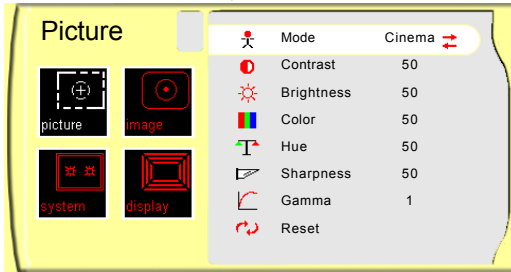 Picture
picture
image
system
display
Mode Cinema
Contrast 50
Brightness 50
Color 50
Hue 50
Sharpness 50
Gamma 1
Reset